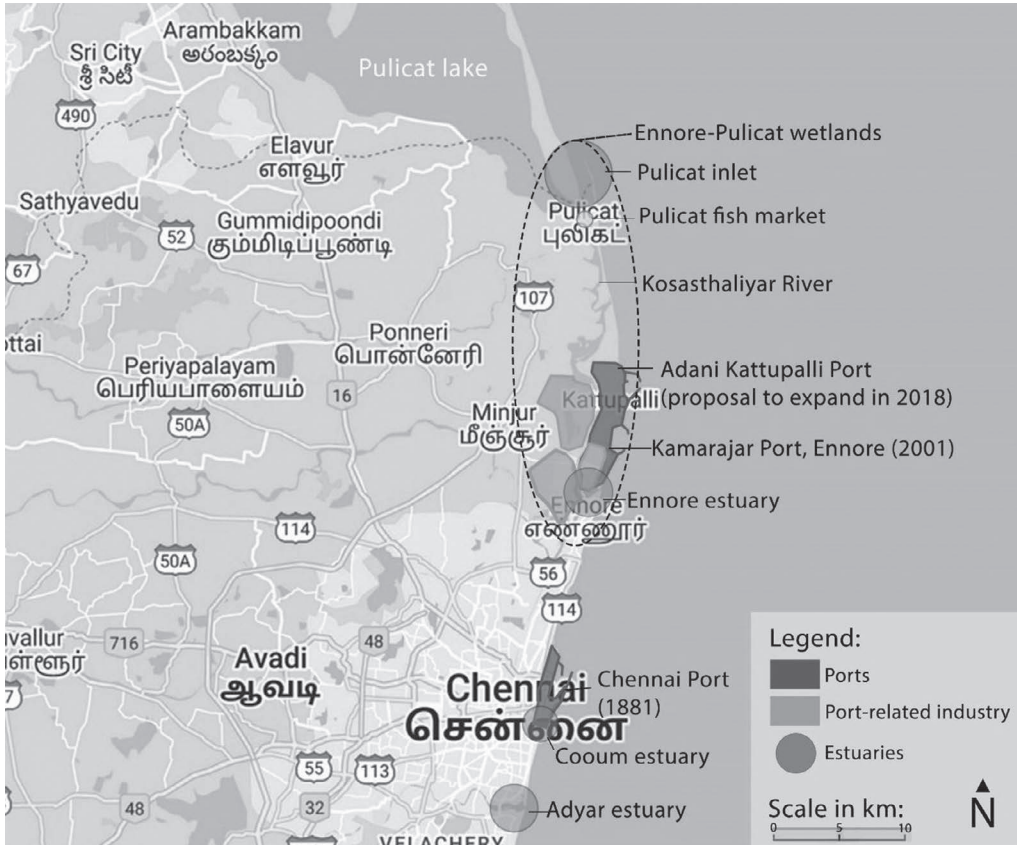 Arambakkam
அரம்பக்கம்
Sri City
ஸ்ரீ சிட்டி
Pulicat lake
490
Ennore-Pulicat wetlands
Elavur
எளவூர்
Pulicat inlet
Sathyavedu
Pulicat
புலிகட்
Pulicat fish market
Gummidipoondi
கும்மிடிப்பூண்டி
52
67
Kosasthaliyar River
107
ottai
Ponneri
பொன்னேரி
Periyapalayam
பெரியபாளையம்
16
Adani Kattupalli Port
(proposal to expand in 2018)
Kattupalli
Minjur
மீஞ்சூர்
50A
Kamarajar Port, Ennore (2001)
Ennore estuary
Ennore
எண்ணூர்
114
50A
56
114
vallur
ள்ளூர்
716
48
Legend:
Ports
Port-related industry
Estuaries
Scale in km:
0 5 10
N
Avadi
ஆவடி
7
Chennai
சென்னை
Chennai Port
(1881)
Cooum estuary
55
113
48
32
Adyar estuary
VELACHERY